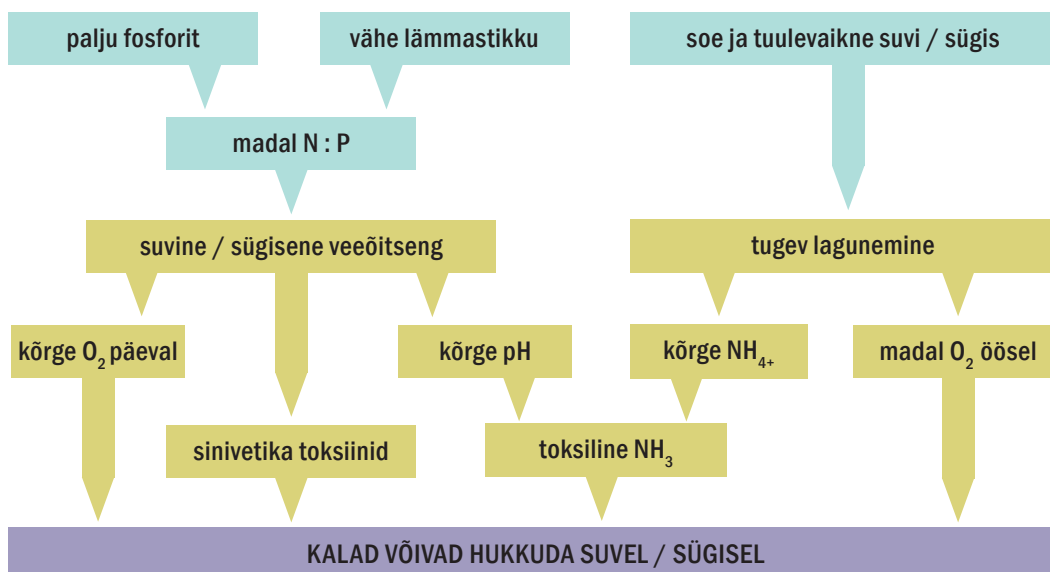 palju fosforit
vähe lämmastikku
soe ja tuulevaikne suvi / sügis
madal N : P
suvine / sügisene veeõitseng
tugev lagunemine
kõrge O₂ päeval
kõrge pH
kõrge NH₄₊
madal O₂ öösel
sinivetika toksiinid
toksiline NH₃
KALAD VÕIVAD HUKKUDA SUVEL / SÜGISEL